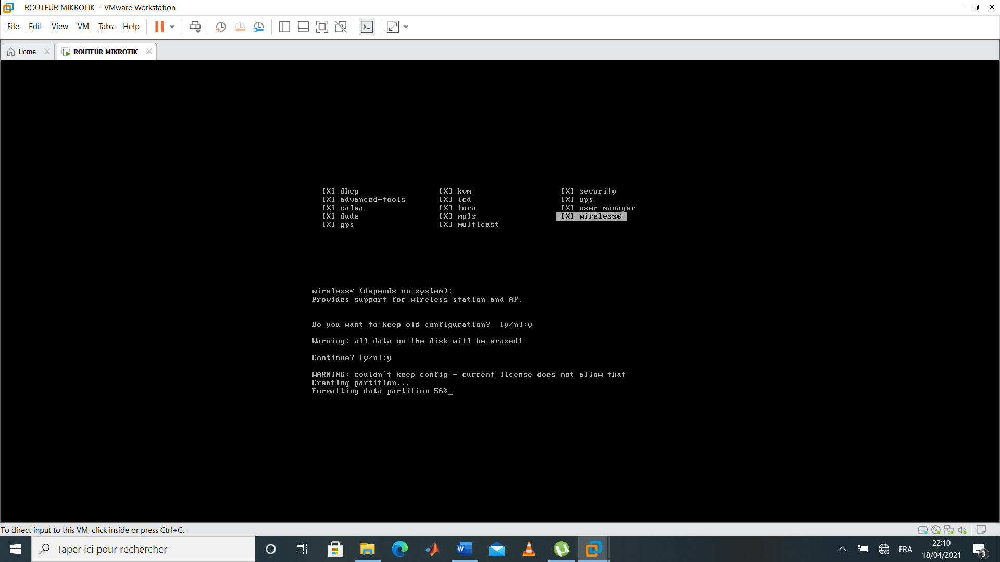 ROUTEUR MIKROTIK - VMware Workstation
File Edit View VM Tabs Help
Home ROUTEUR MIKROTIK
[X] dhcp [X] kvm [X] security
[X] advanced-tools [X] lcd [X] ups
[X] calea [X] lora [X] user-manager
[X] dude [X] mpls [X] wireless@
[X] gps [X] multicast
wireless@ (depends on system):
Provides support for wireless station and AP.
Do you want to keep old configuration? [y/n]:y
Warning: all data on the disk will be erased!
Continue? [y/n]:y
WARNING: couldn't keep config - current license does not allow that
Creating partition...
Formatting data partition 56%_
To direct input to this VM, click inside or press Ctrl+G.
Taper ici pour rechercher
FRA
22:10
18/04/2021
3